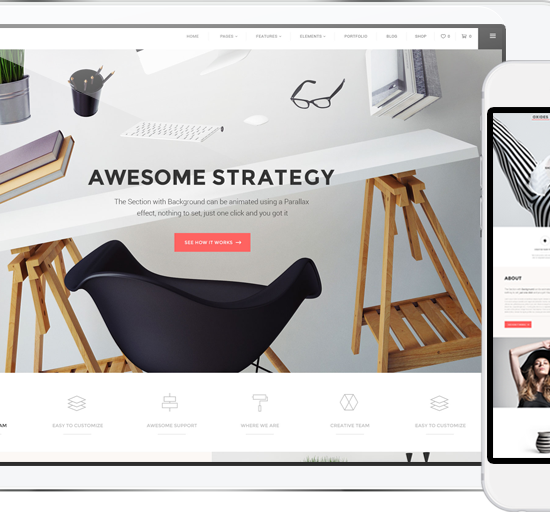 HOME PAGES FEATURES ELEMENTS PORTFOLIO BLOG SHOP 0 0
AWESOME STRATEGY
The Section with Background can be animated using a Parallax
effect, nothing to set, just one click and you got it
SEE HOW IT WORKS
AM EASY TO CUSTOMIZE AWESOME SUPPORT WHERE WE ARE CREATIVE TEAM EASY TO CUSTOMIZE
ABOUT